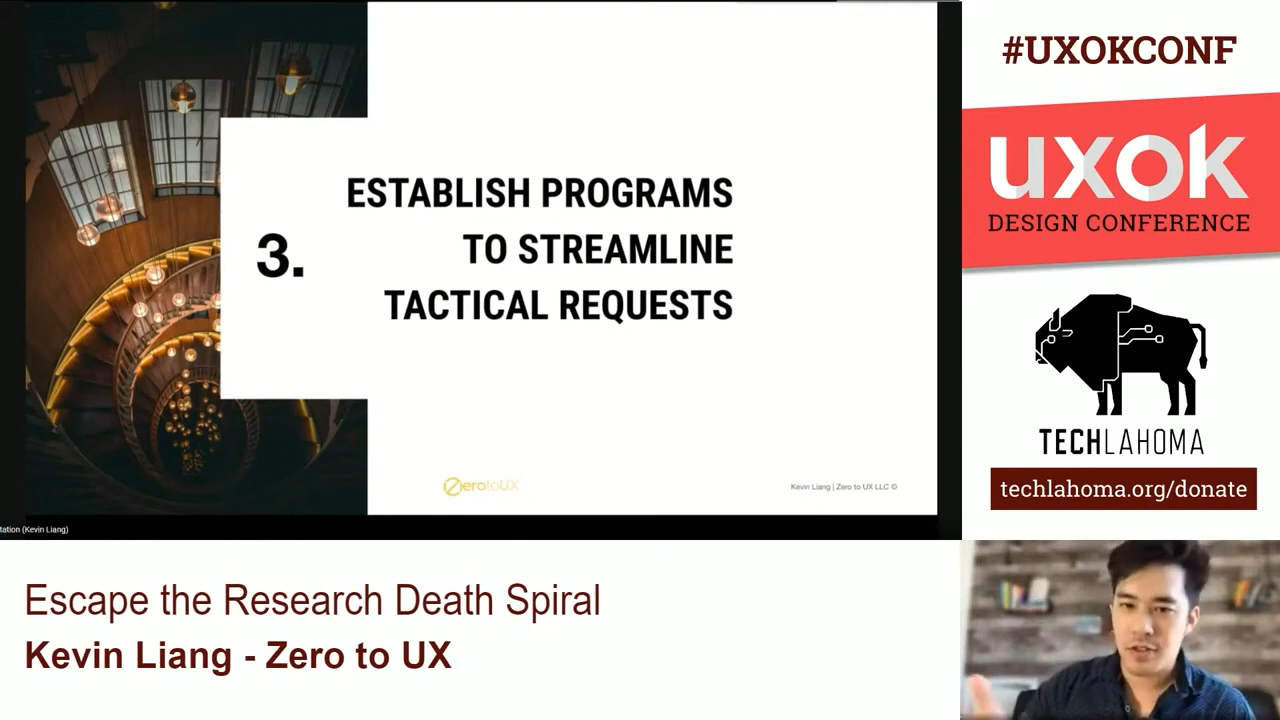 3.
ESTABLISH PROGRAMS
TO STREAMLINE
TACTICAL REQUESTS
ZerotoUX
Kevin Liang | Zero to UX LLC ©
tation (Kevin Liang)
#UXOKCONF
uxok
DESIGN CONFERENCE
TECHLAHOMA
techlahoma.org/donate
Escape the Research Death Spiral
Kevin Liang - Zero to UX